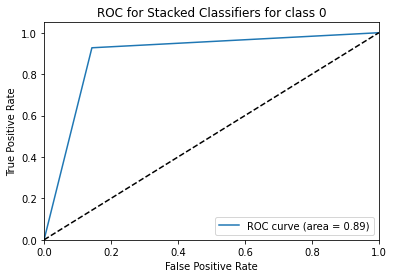 ROC for Stacked Classifiers for class 0
True Positive Rate
1.0
0.8
0.6
0.4
0.2
0.0
ROC curve (area = 0.89)
0.0 0.2 0.4 0.6 0.8 1.0
False Positive Rate